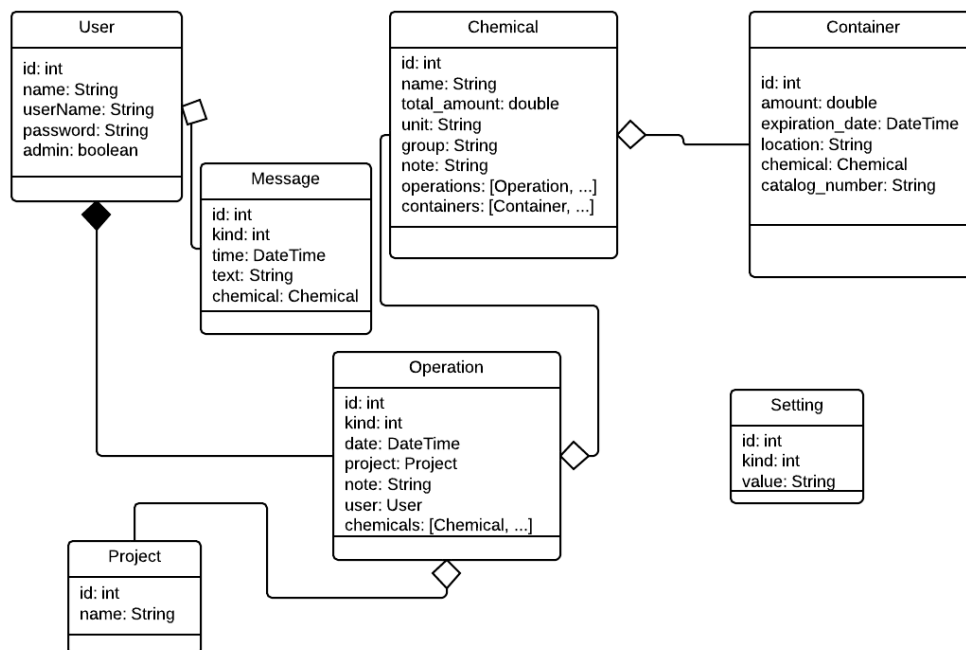 User
id: int
name: String
userName: String
password: String
admin: boolean
Message
id: int
kind: int
time: DateTime
text: String
chemical: Chemical
Chemical
id: int
name: String
total_amount: double
unit: String
group: String
note: String
operations: [Operation, ...]
containers: [Container, ...]
Container
id: int
amount: double
expiration_date: DateTime
location: String
chemical: Chemical
catalog_number: String
Operation
id: int
kind: int
date: DateTime
project: Project
note: String
user: User
chemicals: [Chemical, ...]
Setting
id: int
kind: int
value: String
Project
id: int
name: String